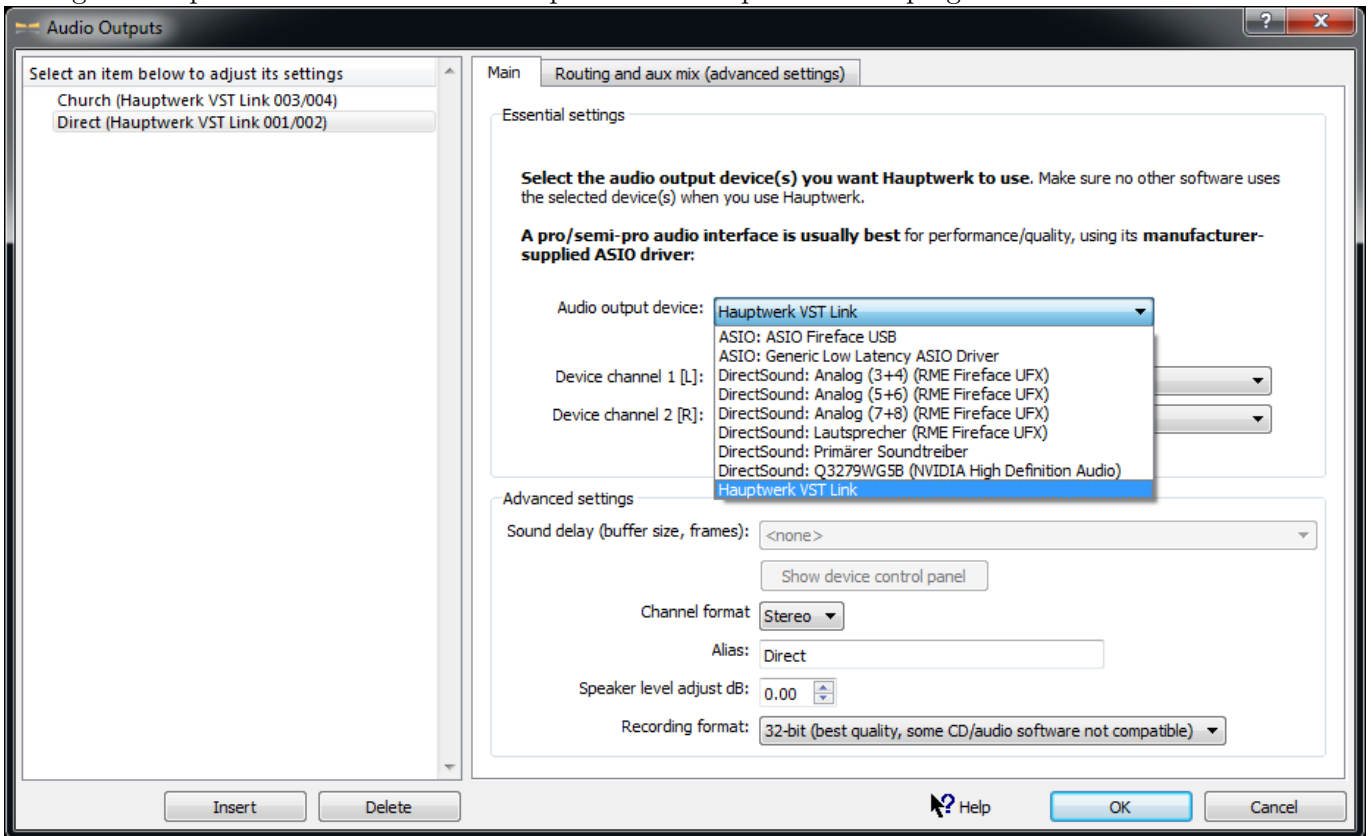 Audio Outputs
Select an item below to adjust its settings
Church (Hauptwerk VST Link 003/004)
Direct (Hauptwerk VST Link 001/002)
Main
Routing and aux mix (advanced settings)
Essential settings
Select the audio output device(s) you want Hauptwerk to use. Make sure no other software uses
the selected device(s) when you use Hauptwerk.
A pro/semi-pro audio interface is usually best for performance/quality, using its manufacturer-
supplied ASIO driver:
Audio output device: Hauptwerk VST Link
ASIO: ASIO Fireface USB
ASIO: Generic Low Latency ASIO Driver
DirectSound: Analog (3+4) (RME Fireface UFX)
DirectSound: Analog (5+6) (RME Fireface UFX)
DirectSound: Analog (7+8) (RME Fireface UFX)
DirectSound: Lautsprecher (RME Fireface UFX)
DirectSound: Primärer Soundtreiber
DirectSound: Q3279WG5B (NVIDIA High Definition Audio)
Hauptwerk VST Link
Device channel 1 [L]:
Device channel 2 [R]:
Advanced settings
Sound delay (buffer size, frames): <none>
Show device control panel
Channel format Stereo
Alias: Direct
Speaker level adjust dB: 0.00
Recording format: 32-bit (best quality, some CD/audio software not compatible)
Insert
Delete
Help
OK
Cancel